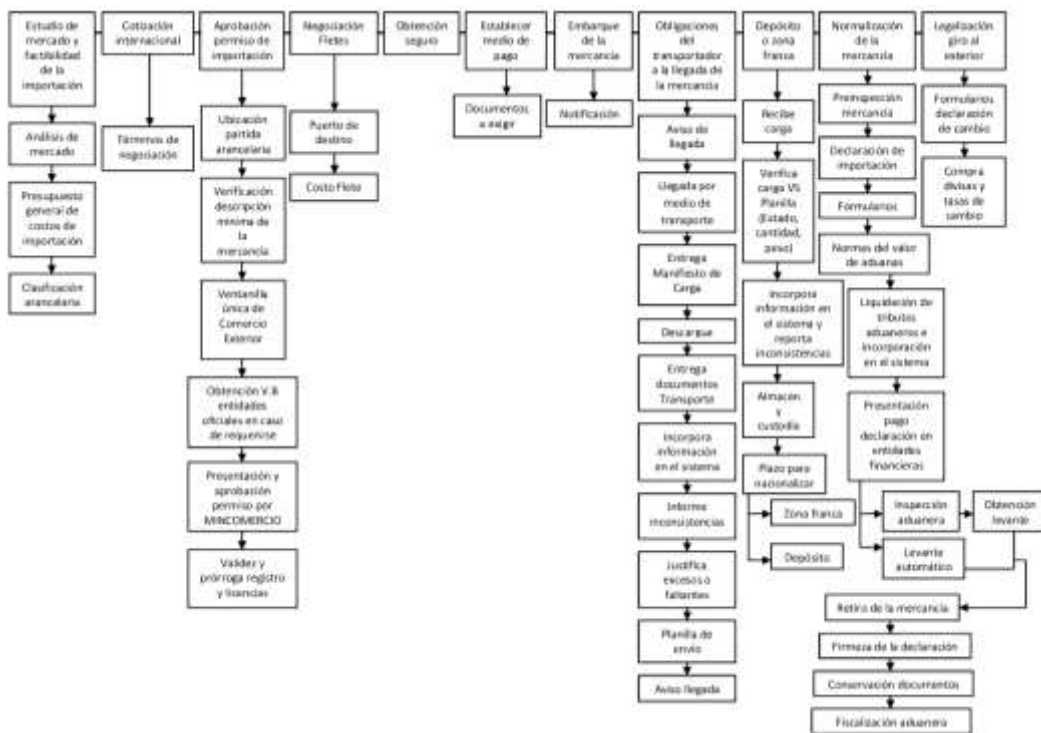 Estudio de
mercado y
factibilidad
de la
importación
Análisis de
mercado
Presupuesto
general de
costos de
importación
Clasificación
arancelaria
Cotización
internacional
Términos de
negociación
Aprobación
permiso de
importación
Ubicación
partida
arancelaria
Verificación
descripción
mínima de
la
mercancía
Ventanilla
única de
Comercio
Exterior
Obtención V.B
entidades
oficiales en caso
de requerirse
Presentación y
aprobación
permiso por
MINCOMERCIO
Validez y
prórroga registro
y licencias
Negociación
Fletes
Puerto de
destino
Costo Flete
Obtención
seguro
Establecer
medio de
pago
Documentos
a exigir
Embarque
de la
mercancía
Notificación
Obligaciones
del
transportador
a la llegada de
la mercancía
Aviso de
llegada
Llegada por
medio de
transporte
Entrega
Manifiesto de
Carga
Descargue
Entrega
documentos
Transporte
Incorpora
información
en el sistema
Informe
inconsistencias
Justifica
excesos o
faltantes
Planilla de
envío
Aviso llegada
Depósito
o zona
franca
Recibe
carga
Verifica
carga VS
Planilla
(Estado,
cantidad,
peso)
Incorpora
información en
el sistema y
reporta
inconsistencias
Almacén
y
custodia
Plazo para
nacionalizar
Zona franca
Depósito
Normalización
de la
mercancía
Preinspección
mercancía
Declaración de
importación
Formularios
Normas del valor
de aduanas
Liquidación de
tributos
aduaneros e
incorporación
en el sistema
Presentación
pago
declaración en
entidades
financieras
Inspección
aduanera
Obtención
levante
Levante
automático
Retiro de la mercancía
Firmeza de la declaración
Conservación documentos
Fiscalización aduanero
Legalización
giro al
exterior
Formularios
declaración
de cambio
Compra
divisas y
tasas de
cambio